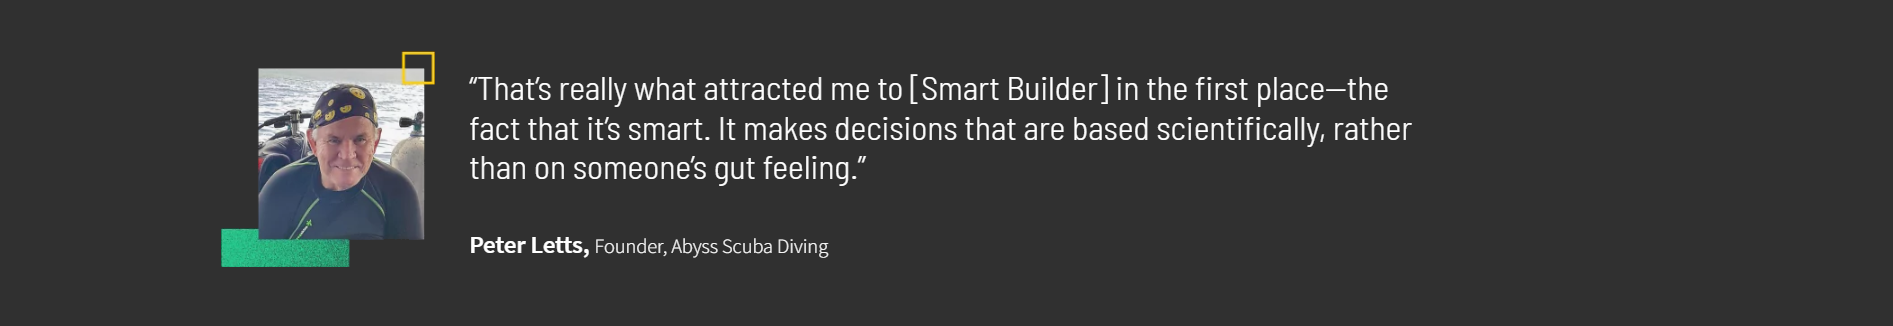 “That’s really what attracted me to [Smart Builder] in the first place—the
fact that it’s smart. It makes decisions that are based scientifically, rather
than on someone’s gut feeling.”
Peter Letts, Founder, Abyss Scuba Diving